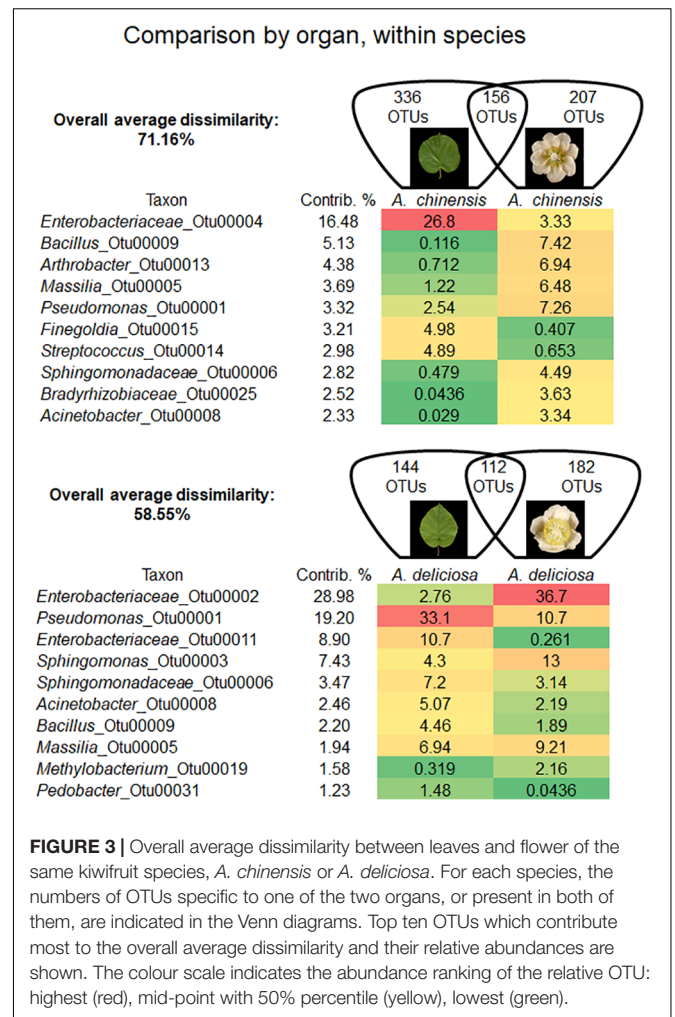 Comparison by organ, within species
336 OTUs 156 OTUs 207 OTUs
Overall average dissimilarity:
71.16%
Taxon Contrib. % A. chinensis A. chinensis
Enterobacteriaceae_Otu00004 16.48 26.8 3.33
Bacillus_Otu00009 5.13 0.116 7.42
Arthrobacter_Otu00013 4.38 0.712 6.94
Massilia_Otu00005 3.69 1.22 6.48
Pseudomonas_Otu00001 3.32 2.54 7.26
Finegoldia_Otu00015 3.21 4.98 0.407
Streptococcus_Otu00014 2.98 4.89 0.653
Sphingomonadaceae_Otu00006 2.82 0.479 4.49
Bradyrhizobiaceae_Otu00025 2.52 0.0436 3.63
Acinetobacter_Otu00008 2.33 0.029 3.34
144 OTUs 112 OTUs 182 OTUs
Overall average dissimilarity:
58.55%
Taxon Contrib. % A. deliciosa A. deliciosa
Enterobacteriaceae_Otu00002 28.98 2.76 36.7
Pseudomonas_Otu00001 19.20 33.1 10.7
Enterobacteriaceae_Otu00011 8.90 10.7 0.261
Sphingomonas_Otu00003 7.43 4.3 13
Sphingomonadaceae_Otu00006 3.47 7.2 3.14
Acinetobacter_Otu00008 2.46 5.07 2.19
Bacillus_Otu00009 2.20 4.46 1.89
Massilia_Otu00005 1.94 6.94 9.21
Methylobacterium_Otu00019 1.58 0.319 2.16
Pedobacter_Otu00031 1.23 1.48 0.0436
FIGURE 3 | Overall average dissimilarity between leaves and flower of the
same kiwifruit species, A. chinensis or A. deliciosa. For each species, the
numbers of OTUs specific to one of the two organs, or present in both of
them, are indicated in the Venn diagrams. Top ten OTUs which contribute
most to the overall average dissimilarity and their relative abundances are
shown. The colour scale indicates the abundance ranking of the relative OTU:
highest (red), mid-point with 50% percentile (yellow), lowest (green).